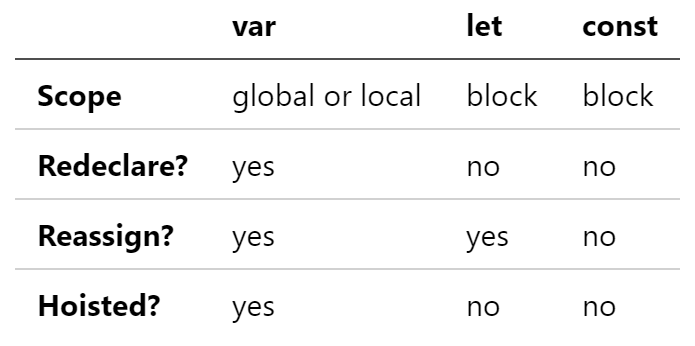 var let const
Scope global or local block block
Redeclare? yes no no
Reassign? yes yes no
Hoisted? yes no no